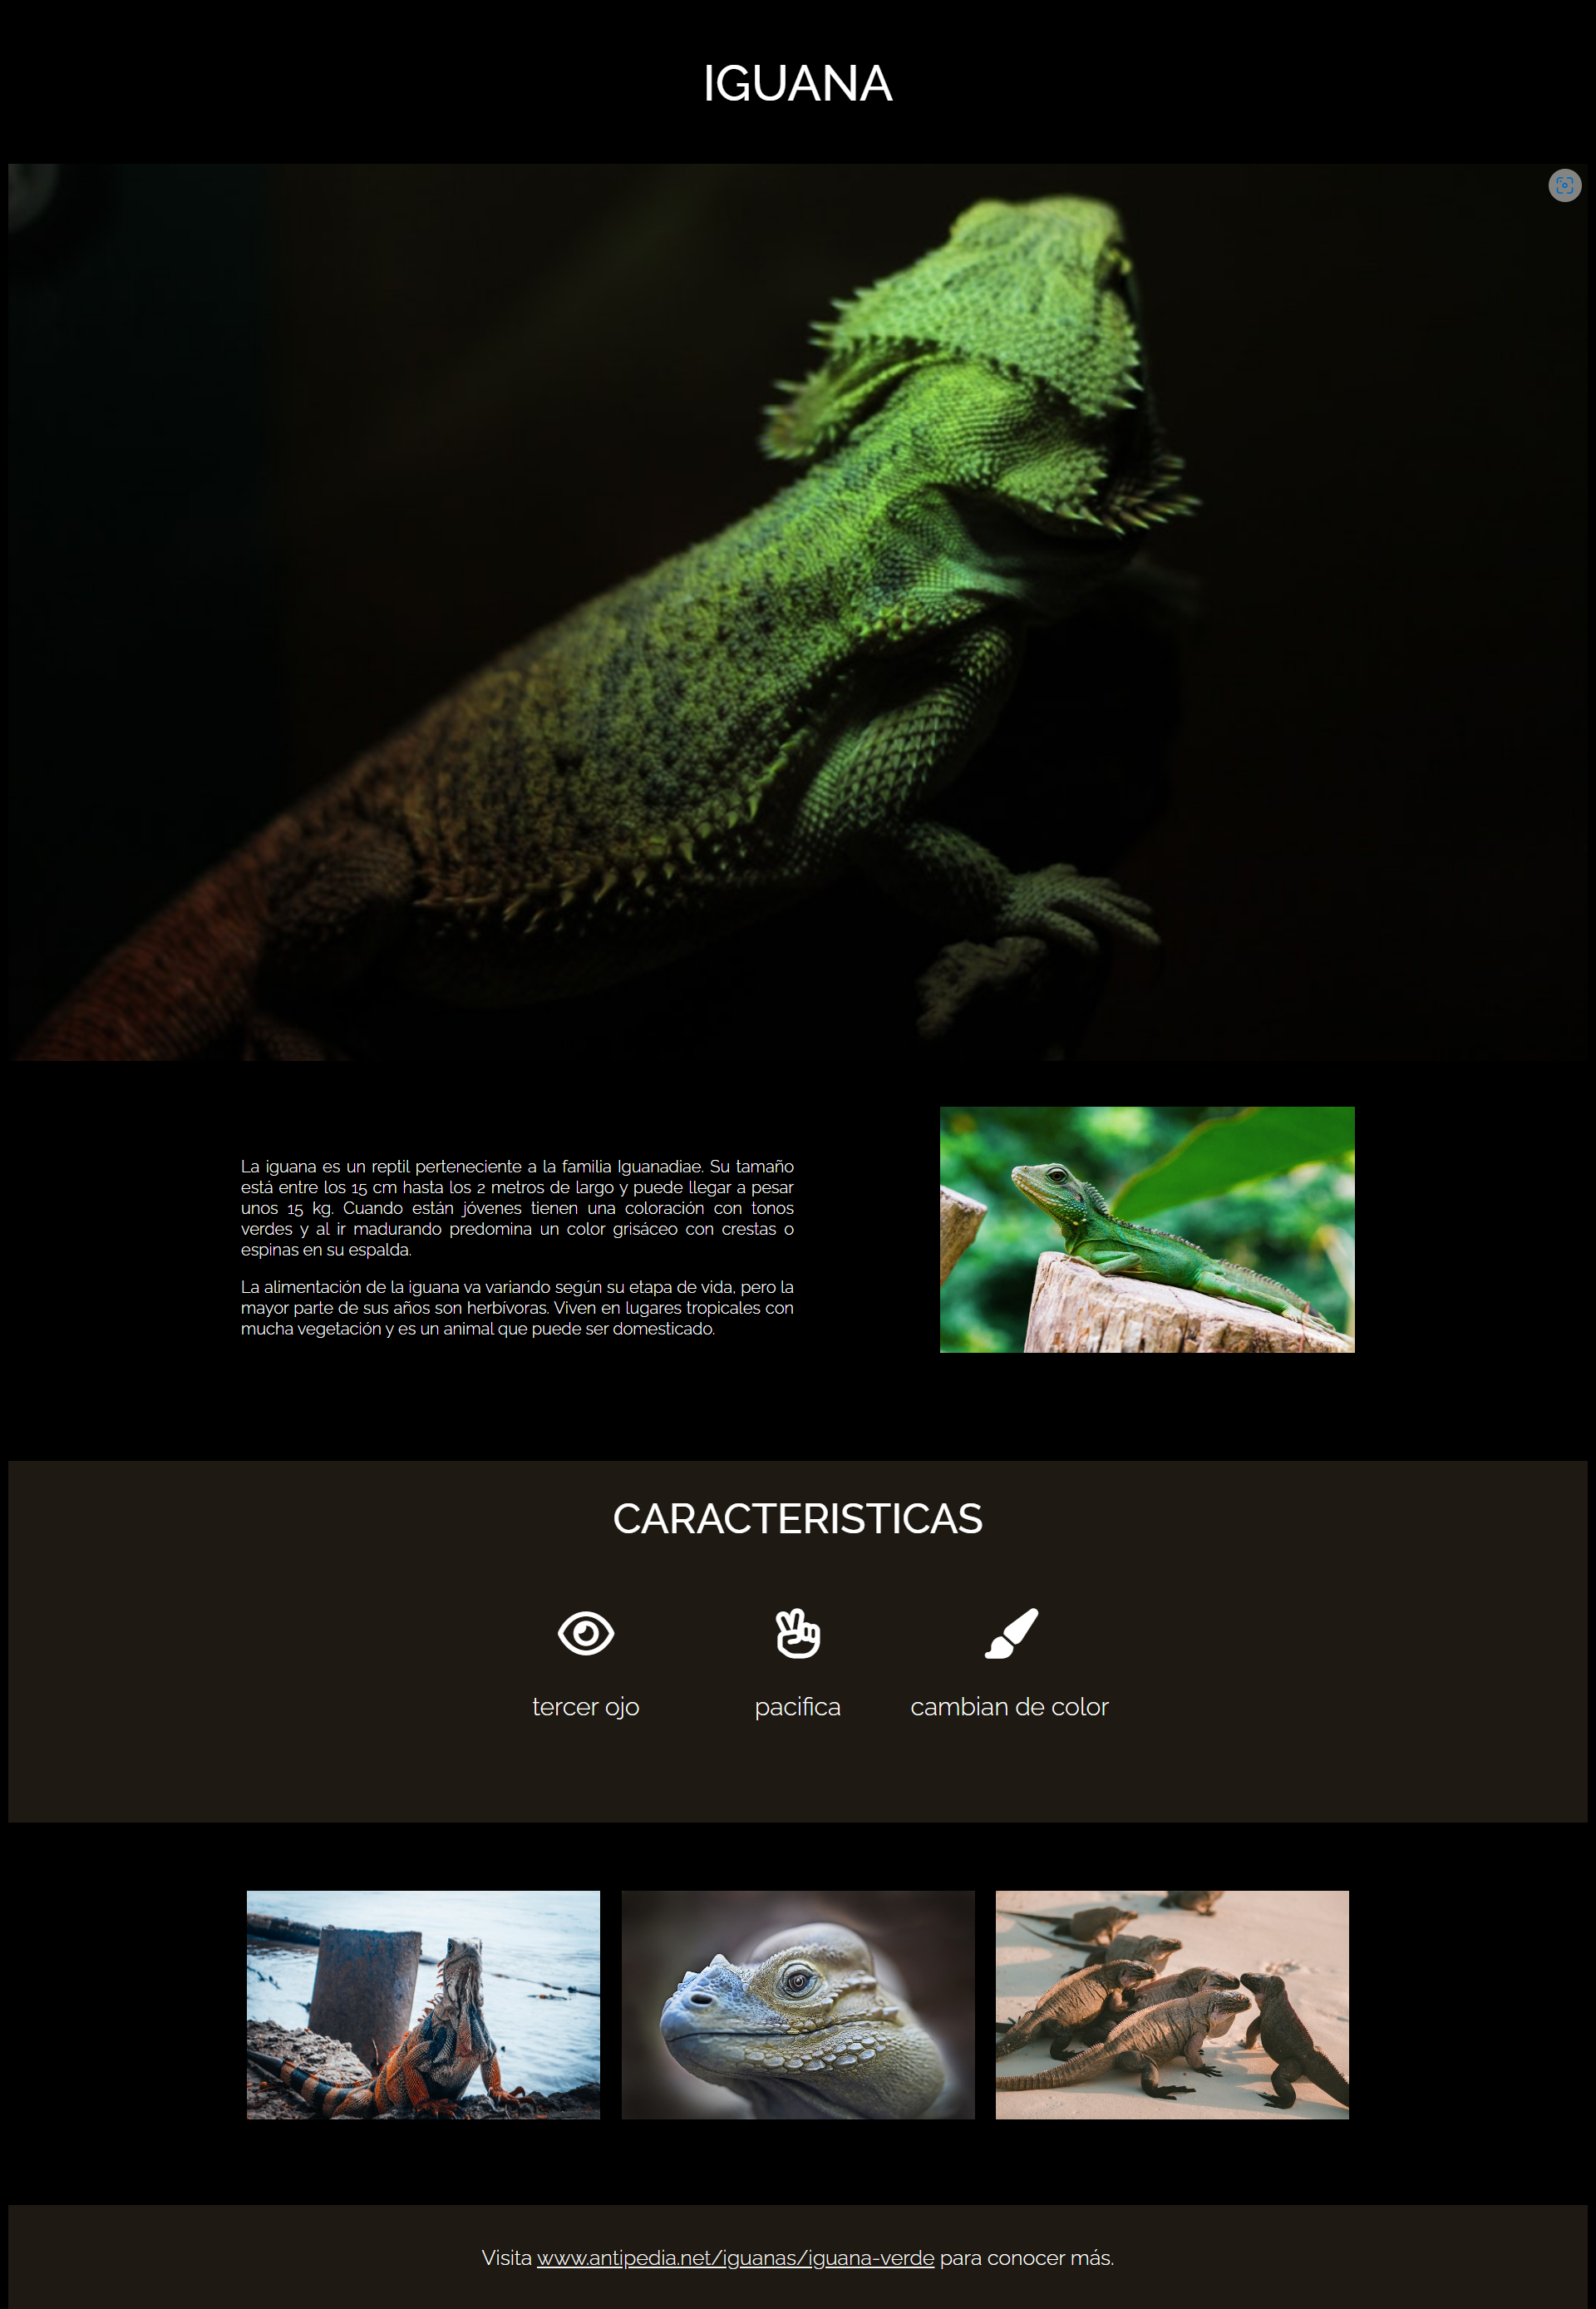 IGUANA
La iguana es un reptil perteneciente a la familia Iguanadiae. Su tamaño
está entre los 15 cm hasta los 2 metros de largo y puede llegar a pesar
unos 15 kg. Cuando están jóvenes tienen una coloración con tonos
verdes y al ir madurando predomina un color grisáceo con crestas o
espinas en su espalda.
La alimentación de la iguana va variando según su etapa de vida, pero la
mayor parte de sus años son herbívoras. Viven en lugares tropicales con
mucha vegetación y es un animal que puede ser domesticado.
CARACTERISTICAS
tercer ojo
pacifica
cambian de color
Visita www.antipedia.net/iguanas/iguana-verde para conocer más.